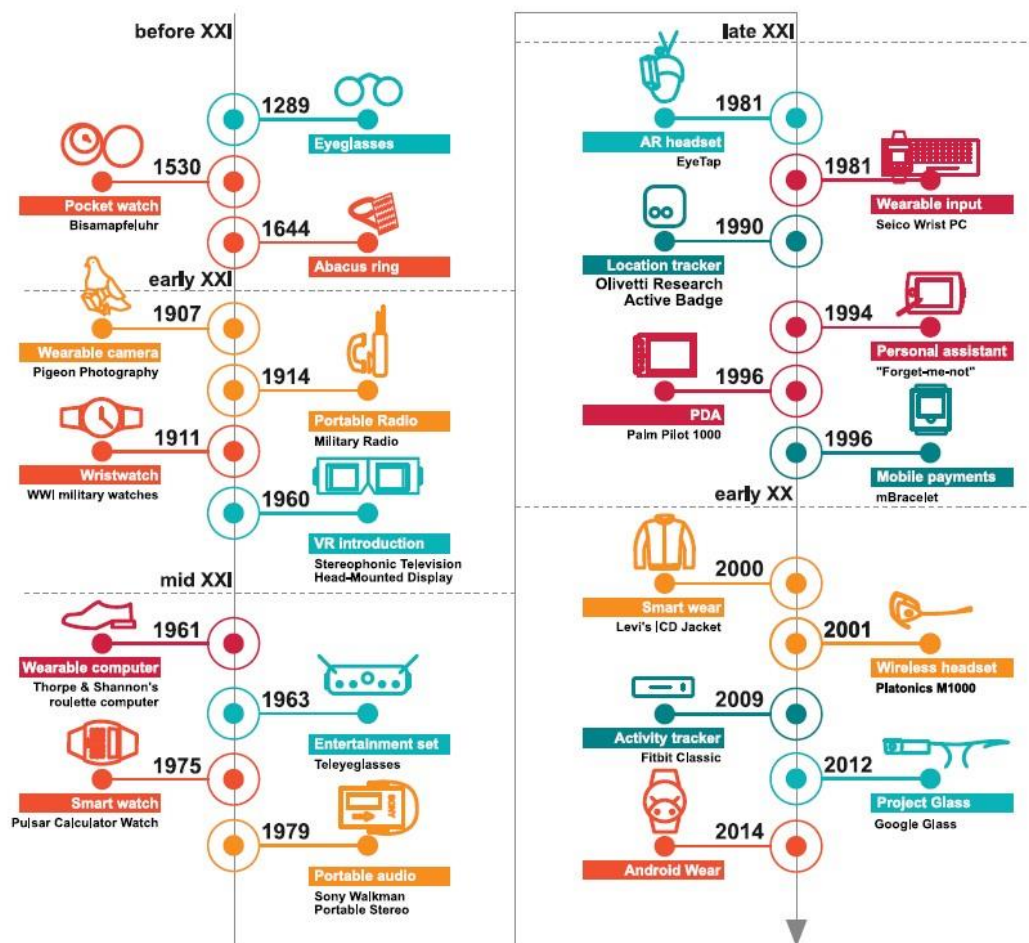 before XXI
1289
Eyeglasses
1530
Pocket watch
Bisamapfeluhr
1644
Abacus ring
early XXI
1907
Wearable camera
Pigeon Photography
1914
Portable Radio
Military Radio
1911
Wristwatch
WWI military watches
1960
VR introduction
Stereophonic Television
Head-Mounted Display
mid XXI
1961
Wearable computer
Thorpe & Shannon's
roulette computer
1963
Entertainment set
Teleyeglasses
1975
Smart watch
Pulsar Calculator Watch
1979
SONY
Portable audio
Sony Walkman
Portable Stereo
late XXI
1981
AR headset
EyeTap
1981
Wearable input
Seico Wrist PC
1990
Location tracker
Olivetti Research
Active Badge
1994
Personal assistant
"Forget-me-not"
1996
PDA
Palm Pilot 1000
1996
Mobile payments
mBracelet
early XX
2000
Smart wear
Levi's ICD Jacket
2001
Wireless headset
Platonics M1000
2009
Activity tracker
Fitbit Classic
2012
Project Glass
Google Glass
2014
Android Wear